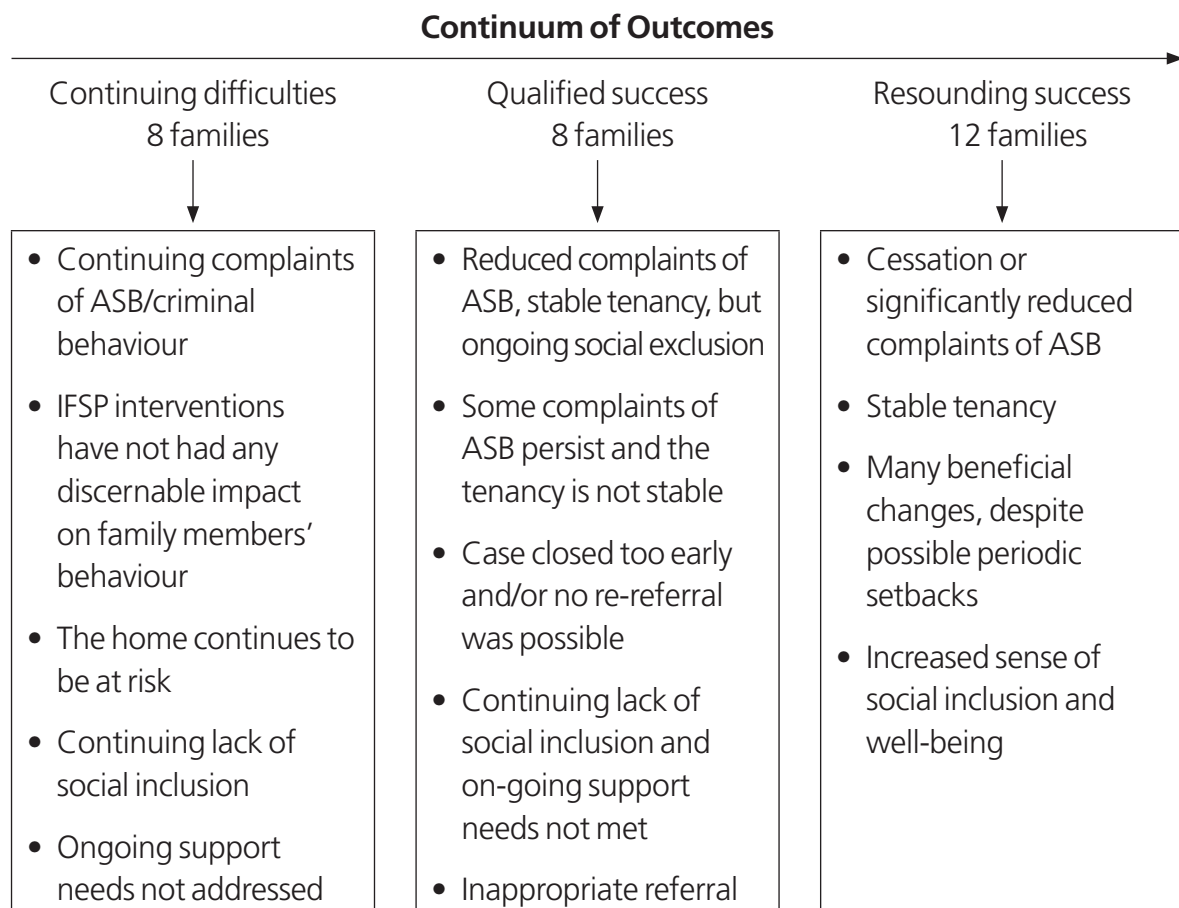 Continuum of Outcomes
Continuing difficulties
8 families
Qualified success
8 families
Resounding success
12 families
• Continuing complaints
of ASB/criminal
behaviour
• IFSP interventions
have not had any
discernable impact
on family members’
behaviour
• The home continues to
be at risk
• Continuing lack of
social inclusion
• Ongoing support
needs not addressed
• Reduced complaints of
ASB, stable tenancy, but
ongoing social exclusion
• Some complaints of
ASB persist and the
tenancy is not stable
• Case closed too early
and/or no re-referral
was possible
• Continuing lack of
social inclusion and
on-going support
needs not met
• Inappropriate referral
• Cessation or
significantly reduced
complaints of ASB
• Stable tenancy
• Many beneficial
changes, despite
possible periodic
setbacks
• Increased sense of
social inclusion and
well-being